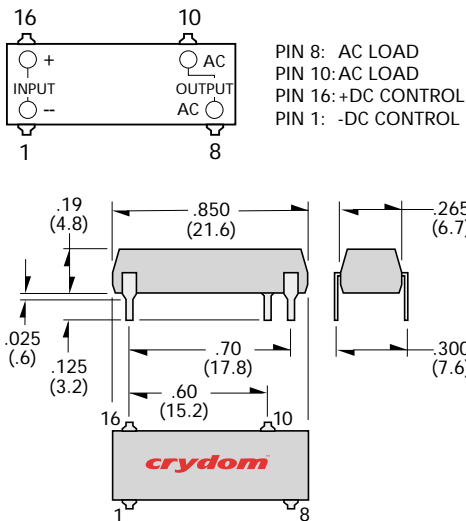 16 10
+ AC
INPUT OUTPUT
-- AC
1 8
PIN 8: AC LOAD
PIN 10: AC LOAD
PIN 16: +DC CONTROL
PIN 1: -DC CONTROL
.19
(4.8)
.850
(21.6)
.265
(6.7)
.025
(.6)
.125
(3.2)
.70
(17.8)
.300
(7.6)
.60
(15.2)
16 10
crydom
1 8